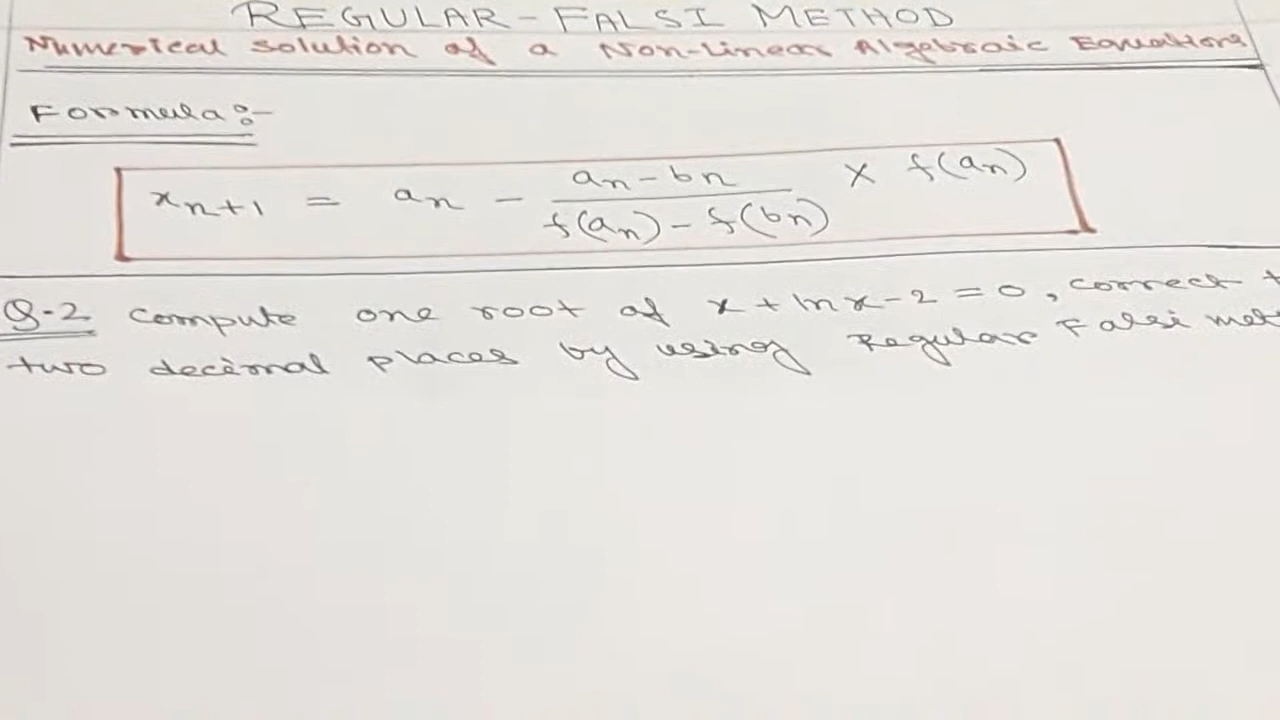 REGULAR-FALSI METHOD
Numerical solution of a Non-Linear Algebraic Equations
Formula:-
xn+1 = an - (an - bn) / (f(an) - f(bn)) × f(an)
Q.2 compute one root of x + ln x - 2 = 0, correct t
two decimal places by using Regular Falsi met